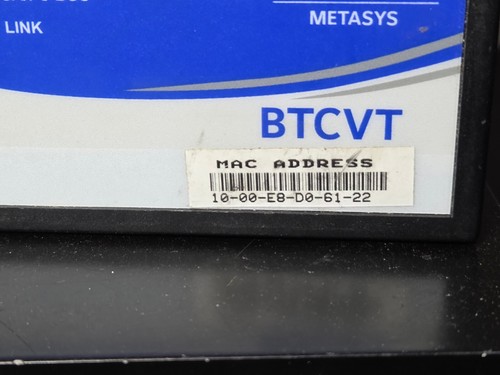 METASYS
LINK
BTCVT
MAC ADDRESS
10-00-E8-D0-61-22